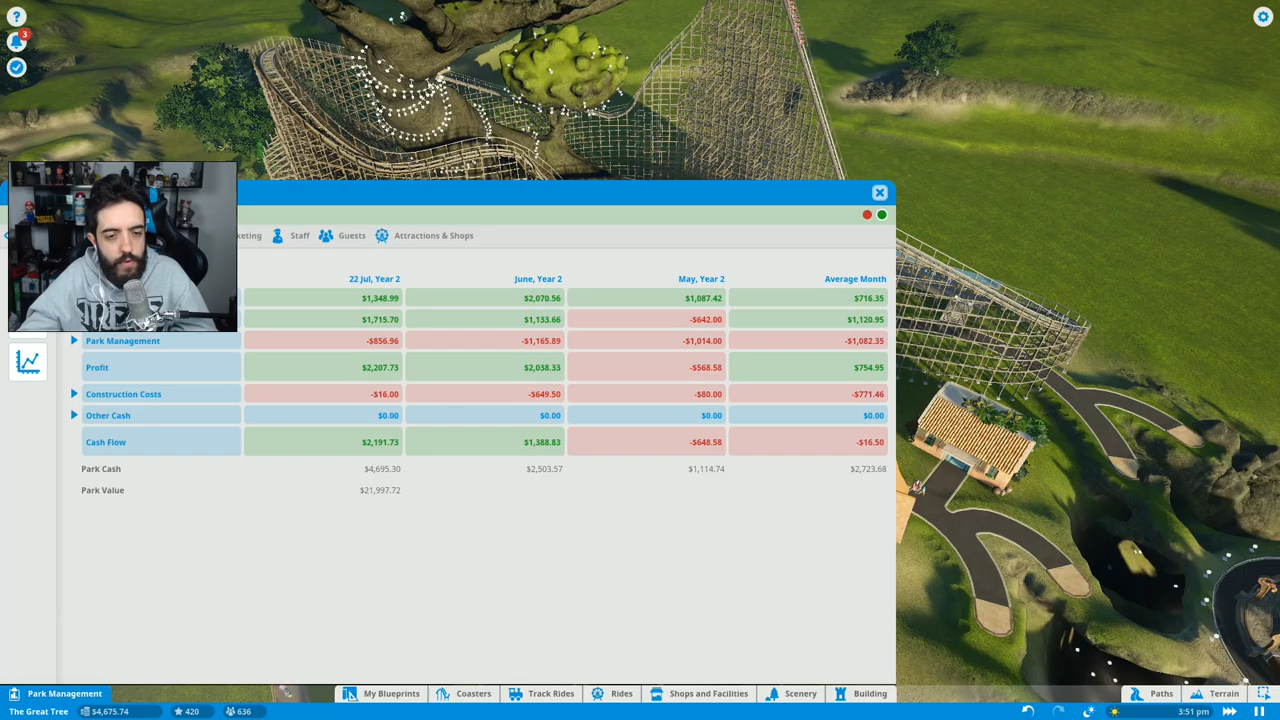 ?
3
keting Staff Guests Attractions & Shops
22 Jul, Year 2 June, Year 2 May, Year 2 Average Month
$1,348.99 $2,070.56 $1,087.42 $716.35
$1,715.70 $1,133.66 -$642.00 $1,120.95
Park Management -$856.96 -$1,165.89 -$1,014.00 -$1,082.35
Profit $2,207.73 $2,038.33 -$568.58 $754.95
Construction Costs -$16.00 -$649.50 -$80.00 -$771.46
Other Cash $0.00 $0.00 $0.00 $0.00
Cash Flow $2,191.73 $1,388.83 -$648.58 -$16.50
Park Cash $4,695.30 $2,503.57 $1,114.74 $2,723.68
Park Value $21,997.72
Park Management My Blueprints Coasters Track Rides Rides Shops and Facilities Scenery Building Paths Terrain
The Great Tree $4,675.74 420 636 3:51 pm